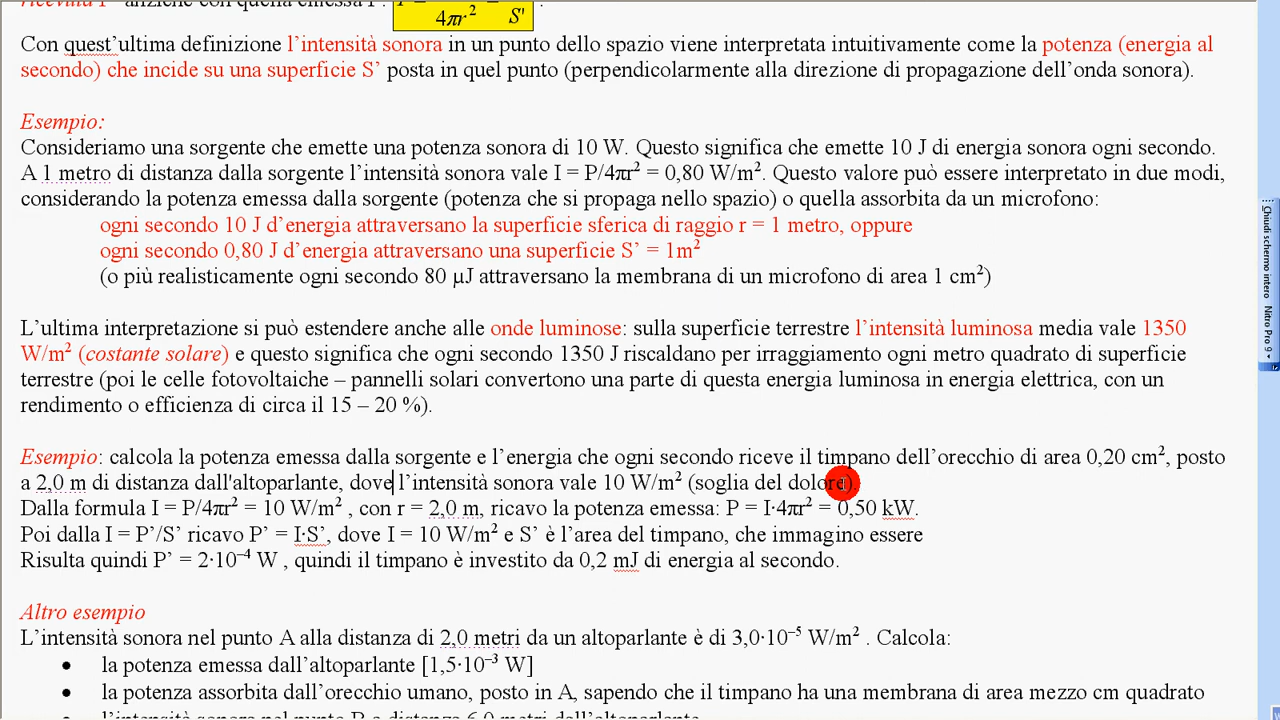 4πr² S'
Con quest'ultima definizione l'intensità sonora in un punto dello spazio viene interpretata intuitivamente come la potenza (energia al
secondo) che incide su una superficie S' posta in quel punto (perpendicolarmente alla direzione di propagazione dell'onda sonora).
Esempio:
Consideriamo una sorgente che emette una potenza sonora di 10 W. Questo significa che emette 10 J di energia sonora ogni secondo.
A 1 metro di distanza dalla sorgente l'intensità sonora vale I = P/4πr² = 0,80 W/m². Questo valore può essere interpretato in due modi,
considerando la potenza emessa dalla sorgente (potenza che si propaga nello spazio) o quella assorbita da un microfono:
ogni secondo 10 J d'energia attraversano la superficie sferica di raggio r = 1 metro, oppure
ogni secondo 0,80 J d'energia attraversano una superficie S' = 1m²
(o più realisticamente ogni secondo 80 μJ attraversano la membrana di un microfono di area 1 cm²)
L'ultima interpretazione si può estendere anche alle onde luminose: sulla superficie terrestre l'intensità luminosa media vale 1350
W/m² (costante solare) e questo significa che ogni secondo 1350 J riscaldano per irraggiamento ogni metro quadrato di superficie
terrestre (poi le celle fotovoltaiche – pannelli solari convertono una parte di questa energia luminosa in energia elettrica, con un
rendimento o efficienza di circa il 15 – 20 %).
Esempio: calcola la potenza emessa dalla sorgente e l'energia che ogni secondo riceve il timpano dell'orecchio di area 0,20 cm², posto
a 2,0 m di distanza dall'altoparlante, dove l'intensità sonora vale 10 W/m² (soglia del dolore).
Dalla formula I = P/4πr² = 10 W/m² , con r = 2,0 m, ricavo la potenza emessa: P = I·4πr² = 0,50 kW.
Poi dalla I = P'/S' ricavo P' = I·S', dove I = 10 W/m² e S' è l'area del timpano, che immagino essere
Risulta quindi P' = 2·10⁻⁴ W , quindi il timpano è investito da 0,2 mJ di energia al secondo.
Altro esempio
L'intensità sonora nel punto A alla distanza di 2,0 metri da un altoparlante è di 3,0·10⁻⁵ W/m² . Calcola:
• la potenza emessa dall'altoparlante [1,5·10⁻³ W]
• la potenza assorbita dall'orecchio umano, posto in A, sapendo che il timpano ha una membrana di area mezzo cm quadrato
Chiudi schermo intero Nitro Pro 9